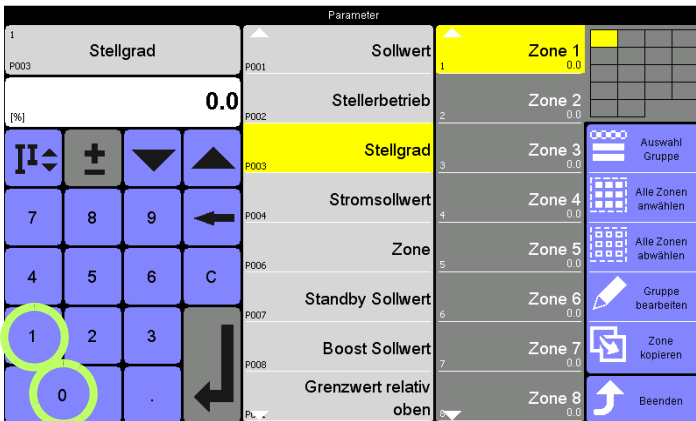 Parameter
1
Stellgrad
P003
0.0
[%]
7
8
9
4
5
6
C
1
2
3
0
.
Sollwert
P001
Stellerbetrieb
P002
Stellgrad
P003
Stromsollwert
P004
Zone
P006
Standby Sollwert
P007
Boost Sollwert
P008
Grenzwert relativ
oben
Zone 1
1
0.0
Zone 2
2
0.0
Zone 3
3
0.0
Zone 4
4
0.0
Zone 5
5
0.0
Zone 6
6
0.0
Zone 7
7
0.0
Zone 8
8
0.0
Auswahl
Gruppe
Alle Zonen
anwählen
Alle Zonen
abwählen
Gruppe
bearbeiten
Zone
kopieren
Beenden